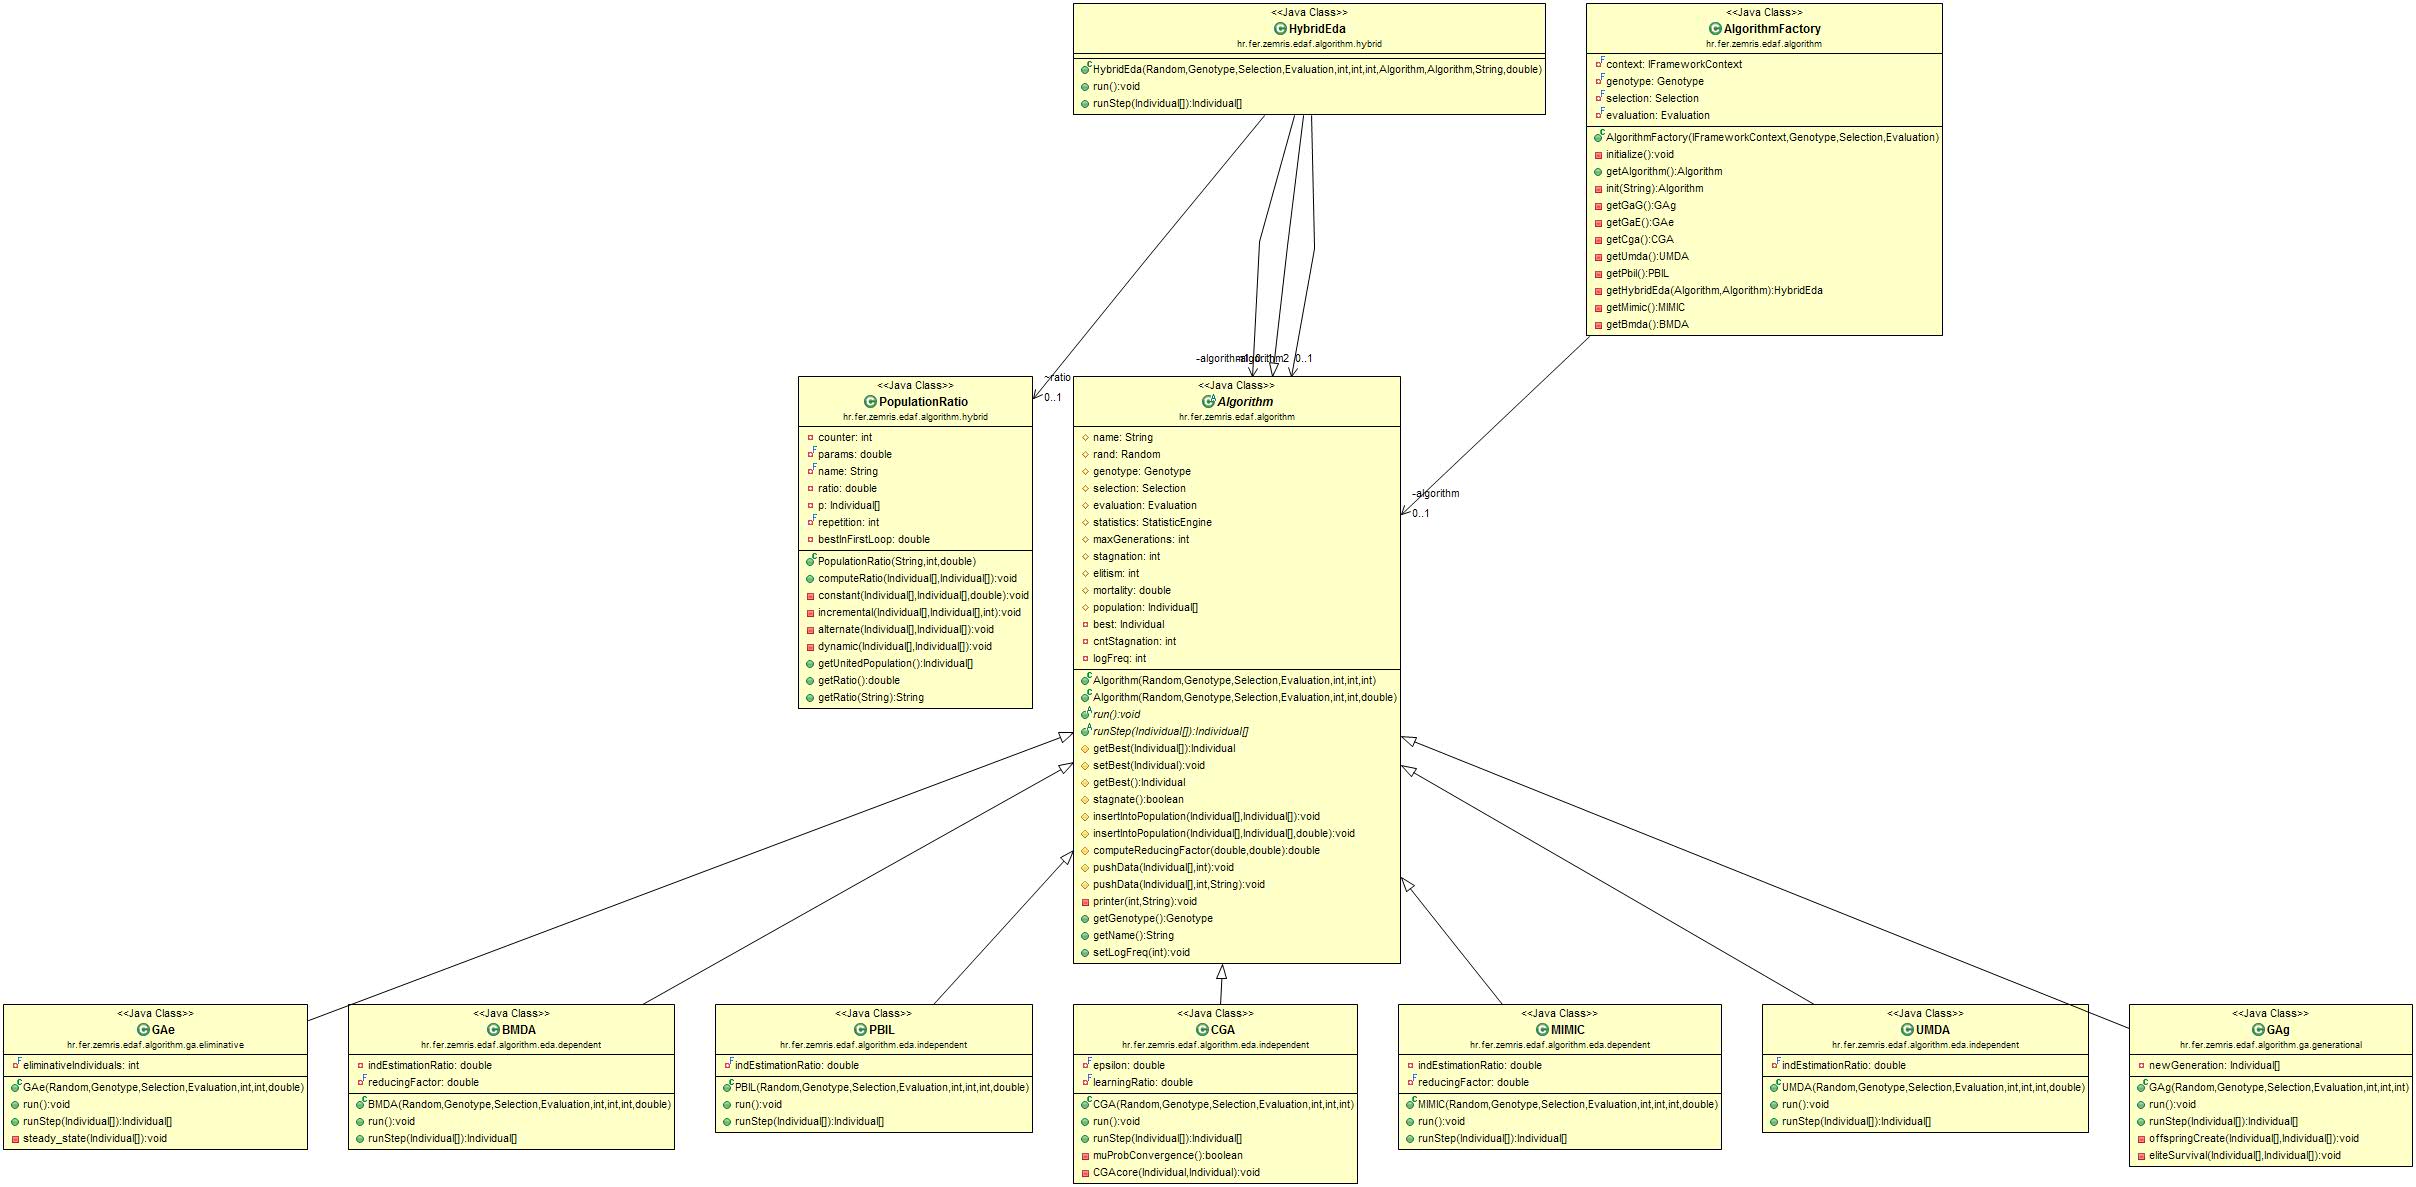 <<Java Class>>
HybridEda
hr.fer.zemris.edaf.algorithm.hybrid
HybridEda(Random,Genotype,Selection,Evaluation,int,int,int,Algorithm,Algorithm,String,double)
run():void
runStep(Individual[]):Individual[]
<<Java Class>>
AlgorithmFactory
hr.fer.zemris.edaf.algorithm
context: IFrameworkContext
genotype: Genotype
selection: Selection
evaluation: Evaluation
AlgorithmFactory(IFrameworkContext,Genotype,Selection,Evaluation)
initialize():void
getAlgorithm():Algorithm
init(String):Algorithm
getGaG():GAg
getGaE():GAe
getCga():CGA
getUmda():UMDA
getPbil():PBIL
getHybridEda(Algorithm,Algorithm):HybridEda
getMimic():MIMIC
getBmda():BMDA
~ratio
0..1
-algorithm2 0..1
-algorithm
0..1
<<Java Class>>
PopulationRatio
hr.fer.zemris.edaf.algorithm.hybrid
counter: int
params: double
name: String
ratio: double
p: Individual[]
repetition: int
bestInFirstLoop: double
PopulationRatio(String,int,double)
computeRatio(Individual[],Individual[]):void
constant(Individual[],Individual[],double):void
incremental(Individual[],Individual[],int):void
alternate(Individual[],Individual[]):void
dynamic(Individual[],Individual[]):void
getUnitedPopulation():Individual[]
getRatio():double
getRatio(String):String
<<Java Class>>
Algorithm
hr.fer.zemris.edaf.algorithm
name: String
rand: Random
genotype: Genotype
selection: Selection
evaluation: Evaluation
statistics: StatisticEngine
maxGenerations: int
stagnation: int
elitism: int
mortality: double
population: Individual[]
best: Individual
cntStagnation: int
logFreq: int
Algorithm(Random,Genotype,Selection,Evaluation,int,int,int)
Algorithm(Random,Genotype,Selection,Evaluation,int,int,double)
run():void
runStep(Individual[]):Individual[]
getBest(Individual[]):Individual
setBest(Individual):void
getBest():Individual
stagnate():boolean
insertIntoPopulation(Individual[],Individual[]):void
insertIntoPopulation(Individual[],Individual[],double):void
computeReducingFactor(double,double):double
pushData(Individual[],int):void
pushData(Individual[],int,String):void
printer(int,String):void
getGenotype():Genotype
getName():String
setLogFreq(int):void
<<Java Class>>
GAe
hr.fer.zemris.edaf.algorithm.ga.eliminative
eliminativeIndividuals: int
GAe(Random,Genotype,Selection,Evaluation,int,int,double)
run():void
runStep(Individual[]):Individual[]
steady_state(Individual[]):void
<<Java Class>>
BMDA
hr.fer.zemris.edaf.algorithm.eda.dependent
indEstimationRatio: double
reducingFactor: double
BMDA(Random,Genotype,Selection,Evaluation,int,int,int,double)
run():void
runStep(Individual[]):Individual[]
<<Java Class>>
PBIL
hr.fer.zemris.edaf.algorithm.eda.independent
indEstimationRatio: double
PBIL(Random,Genotype,Selection,Evaluation,int,int,int,double)
run():void
runStep(Individual[]):Individual[]
<<Java Class>>
CGA
hr.fer.zemris.edaf.algorithm.eda.independent
epsilon: double
learningRatio: double
CGA(Random,Genotype,Selection,Evaluation,int,int,int)
run():void
runStep(Individual[]):Individual[]
muProbConvergence():boolean
CGAcore(Individual,Individual):void
<<Java Class>>
MIMIC
hr.fer.zemris.edaf.algorithm.eda.dependent
indEstimationRatio: double
reducingFactor: double
MIMIC(Random,Genotype,Selection,Evaluation,int,int,int,double)
run():void
runStep(Individual[]):Individual[]
<<Java Class>>
UMDA
hr.fer.zemris.edaf.algorithm.eda.independent
indEstimationRatio: double
UMDA(Random,Genotype,Selection,Evaluation,int,int,int,double)
run():void
runStep(Individual[]):Individual[]
<<Java Class>>
GAg
hr.fer.zemris.edaf.algorithm.ga.generational
newGeneration: Individual[]
GAg(Random,Genotype,Selection,Evaluation,int,int,int)
run():void
runStep(Individual[]):Individual[]
offspringCreate(Individual[],Individual[]):void
eliteSurvival(Individual[],Individual[]):void